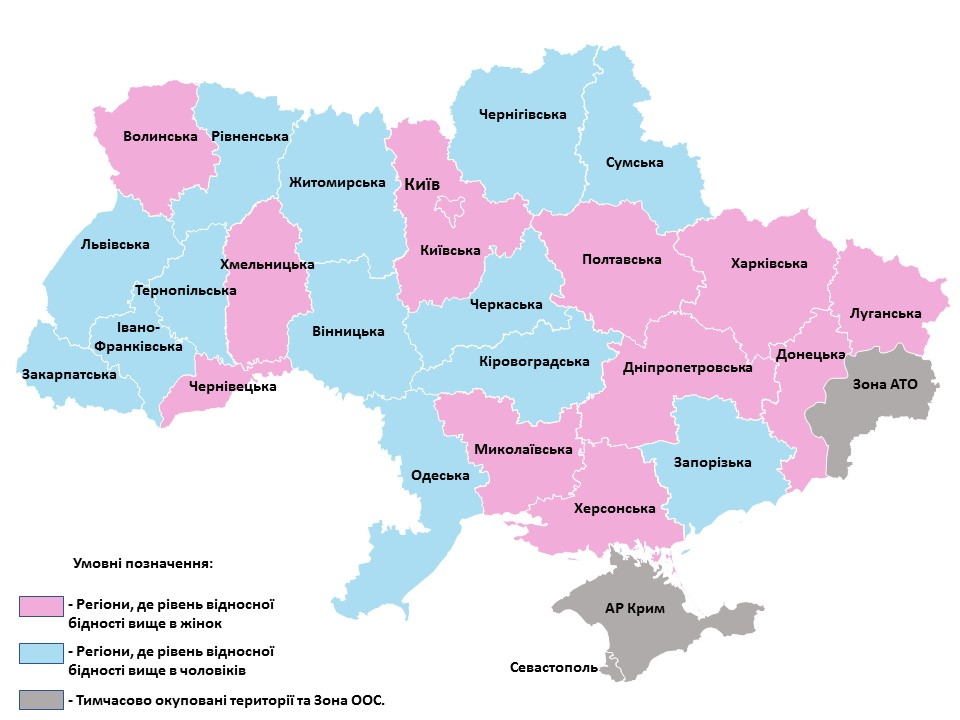 Чернігівська
Волинська
Рівненська
Сумська
Житомирська
Київ
Львівська
Київська
Полтавська
Хмельницька
Харківська
Тернопільська
Черкаська
Луганська
Івано-
Франківська
Вінницька
Кіровоградська
Донецька
Дніпропетровська
Закарпатська
Чернівецька
Зона АТО
Миколаївська
Запорізька
Одеська
Херсонська
Умовні позначення:
- Регіони, де рівень відносної
бідності вище в жінок
АР Крим
- Регіони, де рівень відносної
бідності вище в чоловіків
Севастополь
- Тимчасово окуповані території та Зона ООС.